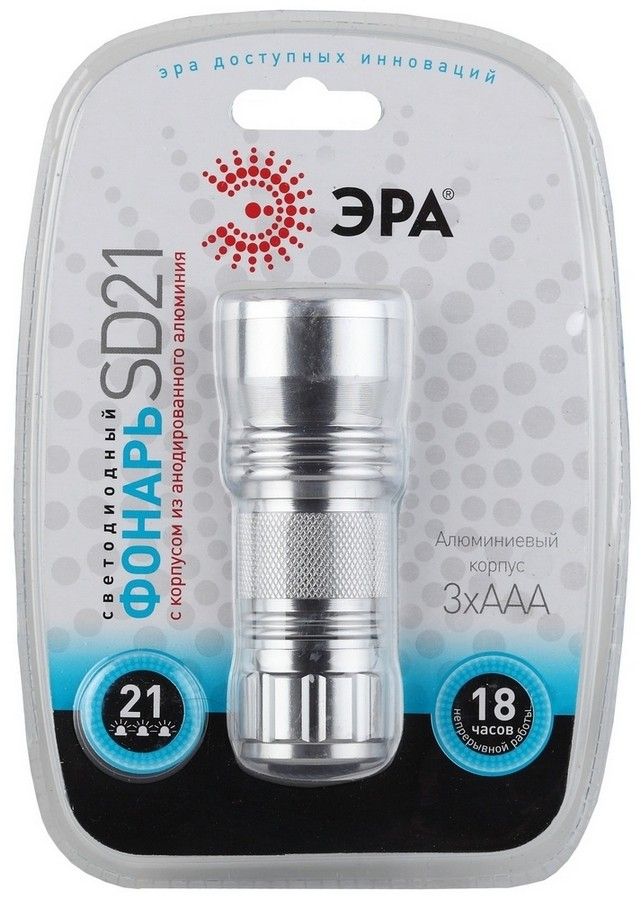 эра доступных инноваций
ЭРА®
светодиодный
ФОНАРЬ SD21
с корпусом из анодированного алюминия
Алюминиевый
корпус
3xAAA
21
18
часов
непрерывной работы